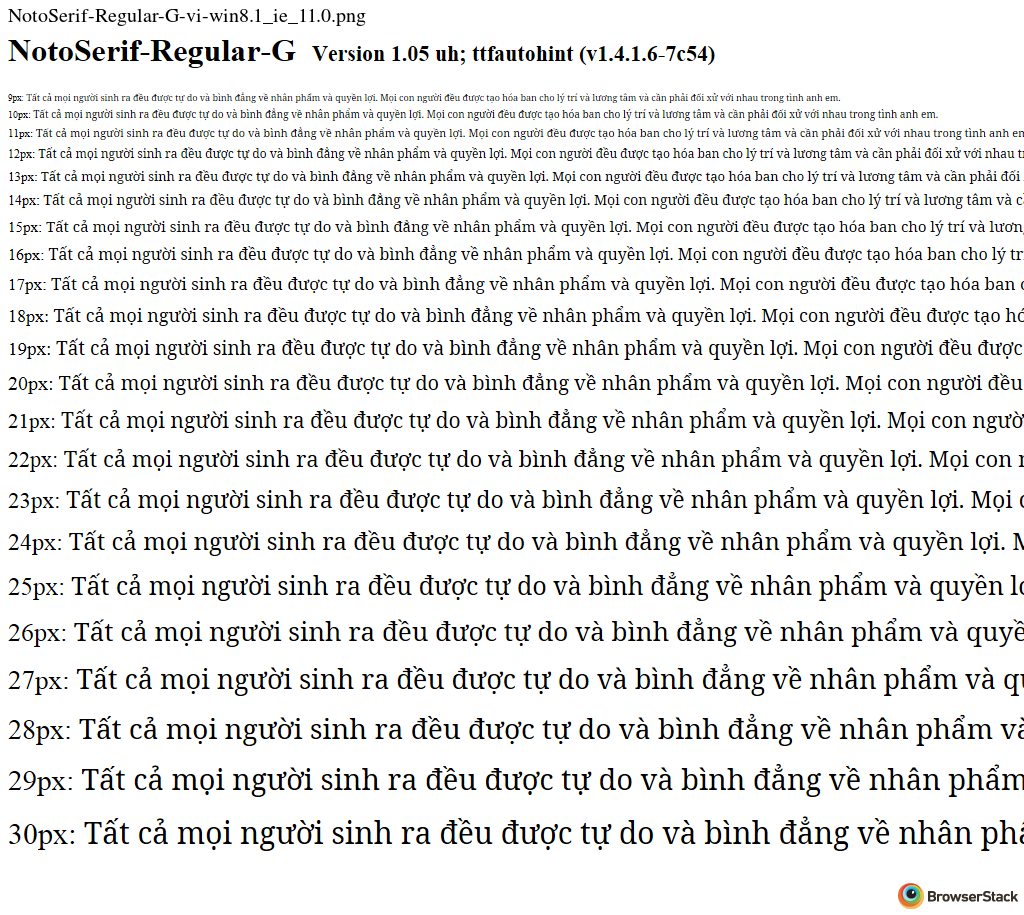 NotoSerif-Regular-G-vi-win8.1_ie_11.0.png
NotoSerif-Regular-G Version 1.05 uh; ttfautohint (v1.4.1.6-7c54)
9px: Tất cả mọi người sinh ra đều được tự do và bình đẳng về nhân phẩm và quyền lợi. Mọi con người đều được tạo hóa ban cho lý trí và lương tâm và cần phải đối xử với nhau trong tình anh em.
10px: Tất cả mọi người sinh ra đều được tự do và bình đẳng về nhân phẩm và quyền lợi. Mọi con người đều được tạo hóa ban cho lý trí và lương tâm và cần phải đối xử với nhau trong tình anh em.
11px: Tất cả mọi người sinh ra đều được tự do và bình đẳng về nhân phẩm và quyền lợi. Mọi con người đều được tạo hóa ban cho lý trí và lương tâm và cần phải đối xử với nhau trong tình anh em
12px: Tất cả mọi người sinh ra đều được tự do và bình đẳng về nhân phẩm và quyền lợi. Mọi con người đều được tạo hóa ban cho lý trí và lương tâm và cần phải đối xử với nhau
13px: Tất cả mọi người sinh ra đều được tự do và bình đẳng về nhân phẩm và quyền lợi. Mọi con người đều được tạo hóa ban cho lý trí và lương tâm và cần phải đối
14px: Tất cả mọi người sinh ra đều được tự do và bình đẳng về nhân phẩm và quyền lợi. Mọi con người đều được tạo hóa ban cho lý trí và lương tâm và
15px: Tất cả mọi người sinh ra đều được tự do và bình đẳng về nhân phẩm và quyền lợi. Mọi con người đều được tạo hóa ban cho lý trí và lương
16px: Tất cả mọi người sinh ra đều được tự do và bình đẳng về nhân phẩm và quyền lợi. Mọi con người đều được tạo hóa ban cho lý
17px: Tất cả mọi người sinh ra đều được tự do và bình đẳng về nhân phẩm và quyền lợi. Mọi con người đều được tạo hóa ban
18px: Tất cả mọi người sinh ra đều được tự do và bình đẳng về nhân phẩm và quyền lợi. Mọi con người đều được tạo hó
19px: Tất cả mọi người sinh ra đều được tự do và bình đẳng về nhân phẩm và quyền lợi. Mọi con người đều được
20px: Tất cả mọi người sinh ra đều được tự do và bình đẳng về nhân phẩm và quyền lợi. Mọi con người đều
21px: Tất cả mọi người sinh ra đều được tự do và bình đẳng về nhân phẩm và quyền lợi. Mọi con ngườ
22px: Tất cả mọi người sinh ra đều được tự do và bình đẳng về nhân phẩm và quyền lợi. Mọi con
23px: Tất cả mọi người sinh ra đều được tự do và bình đẳng về nhân phẩm và quyền lợi. Mọi
24px: Tất cả mọi người sinh ra đều được tự do và bình đẳng về nhân phẩm và quyền lợi.
25px: Tất cả mọi người sinh ra đều được tự do và bình đẳng về nhân phẩm và quyền
26px: Tất cả mọi người sinh ra đều được tự do và bình đẳng về nhân phẩm và quyề
27px: Tất cả mọi người sinh ra đều được tự do và bình đẳng về nhân phẩm và
28px: Tất cả mọi người sinh ra đều được tự do và bình đẳng về nhân phẩm và
29px: Tất cả mọi người sinh ra đều được tự do và bình đẳng về nhân phẩm
30px: Tất cả mọi người sinh ra đều được tự do và bình đẳng về nhân
BrowserStack